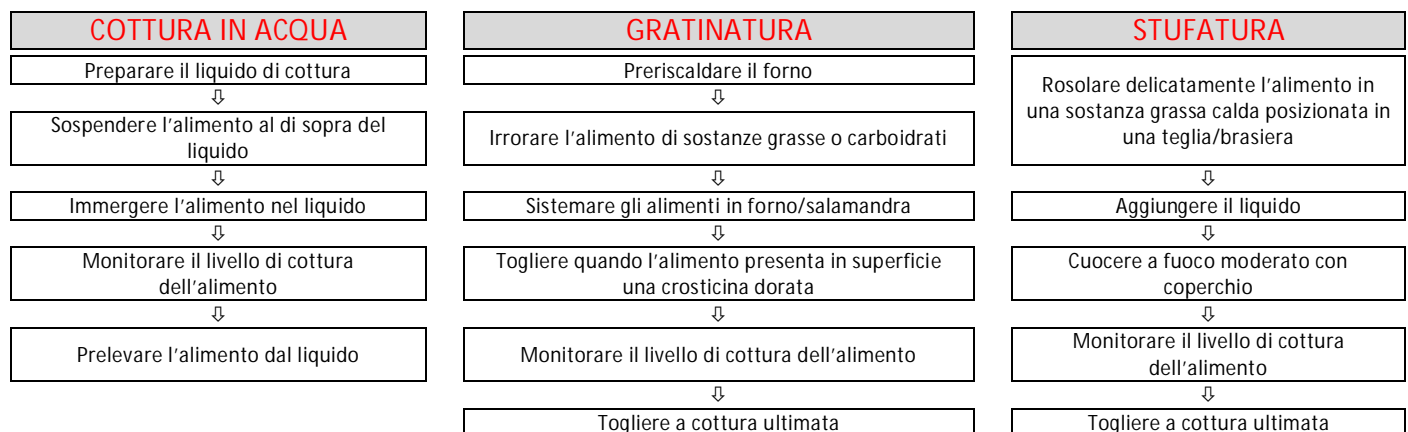 COTTURA IN ACQUA
Preparare il liquido di cottura
⇩
Sospendere l'alimento al di sopra del
liquido
⇩
Immergere l'alimento nel liquido
⇩
Monitorare il livello di cottura
dell'alimento
⇩
Prelevare l'alimento dal liquido
GRATINATURA
Preriscaldare il forno
⇩
Irrorare l'alimento di sostanze grasse o carboidrati
⇩
Sistemare gli alimenti in forno/salamandra
⇩
Togliere quando l'alimento presenta in superficie
una crosticina dorata
⇩
Monitorare il livello di cottura dell'alimento
⇩
Togliere a cottura ultimata
STUFATURA
Rosolare delicatamente l'alimento in
una sostanza grassa calda posizionata in
una teglia/brasiera
⇩
Aggiungere il liquido
⇩
Cuocere a fuoco moderato con
coperchio
⇩
Monitorare il livello di cottura
dell'alimento
⇩
Togliere a cottura ultimata